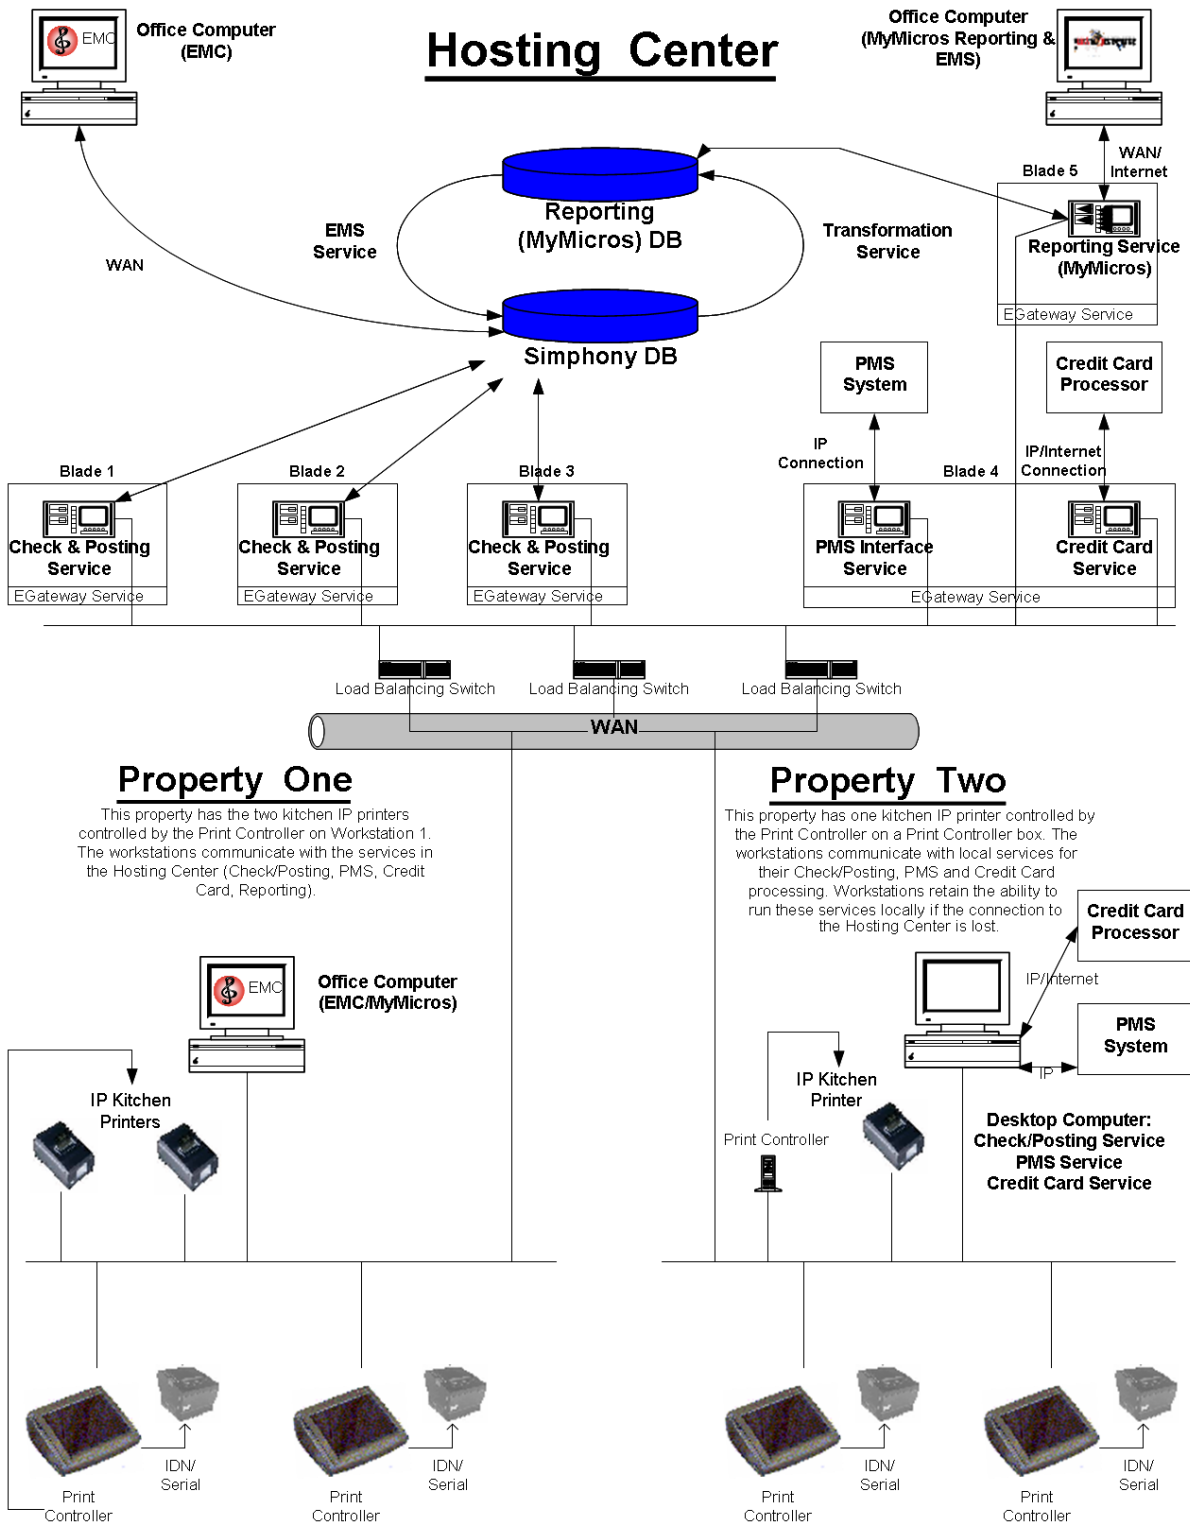 EMC
Office Computer
(EMC)
Hosting Center
Office Computer
(MyMicros Reporting &
EMS)
WAN
EMS
Service
Reporting
(MyMicros) DB
Transformation
Service
Simphony DB
WAN/
Internet
Blade 5
Reporting Service
(MyMicros)
EGateway Service
PMS
System
Credit Card
Processor
IP
Connection
IP/Internet
Connection
Blade 1
Check & Posting
Service
EGateway Service
Blade 2
Check & Posting
Service
EGateway Service
Blade 3
Check & Posting
Service
EGateway Service
Blade 4
PMS Interface
Service
Credit Card
Service
EGateway Service
Load Balancing Switch
Load Balancing Switch
Load Balancing Switch
WAN
Property One
This property has the two kitchen IP printers
controlled by the Print Controller on Workstation 1.
The workstations communicate with the services in
the Hosting Center (Check/Posting, PMS, Credit
Card, Reporting).
EMC
Office Computer
(EMC/MyMicros)
IP Kitchen
Printers
IDN/
Serial
Print
Controller
IDN/
Serial
Print
Controller
Property Two
This property has one kitchen IP printer controlled by
the Print Controller on a Print Controller box. The
workstations communicate with local services for
their Check/Posting, PMS and Credit Card
processing. Workstations retain the ability to
run these services locally if the connection to
the Hosting Center is lost.
Credit Card
Processor
IP/Internet
PMS
System
IP
IP Kitchen
Printer
Print Controller
Desktop Computer:
Check/Posting Service
PMS Service
Credit Card Service
IDN/
Serial
Print
Controller
IDN/
Serial
Print
Controller